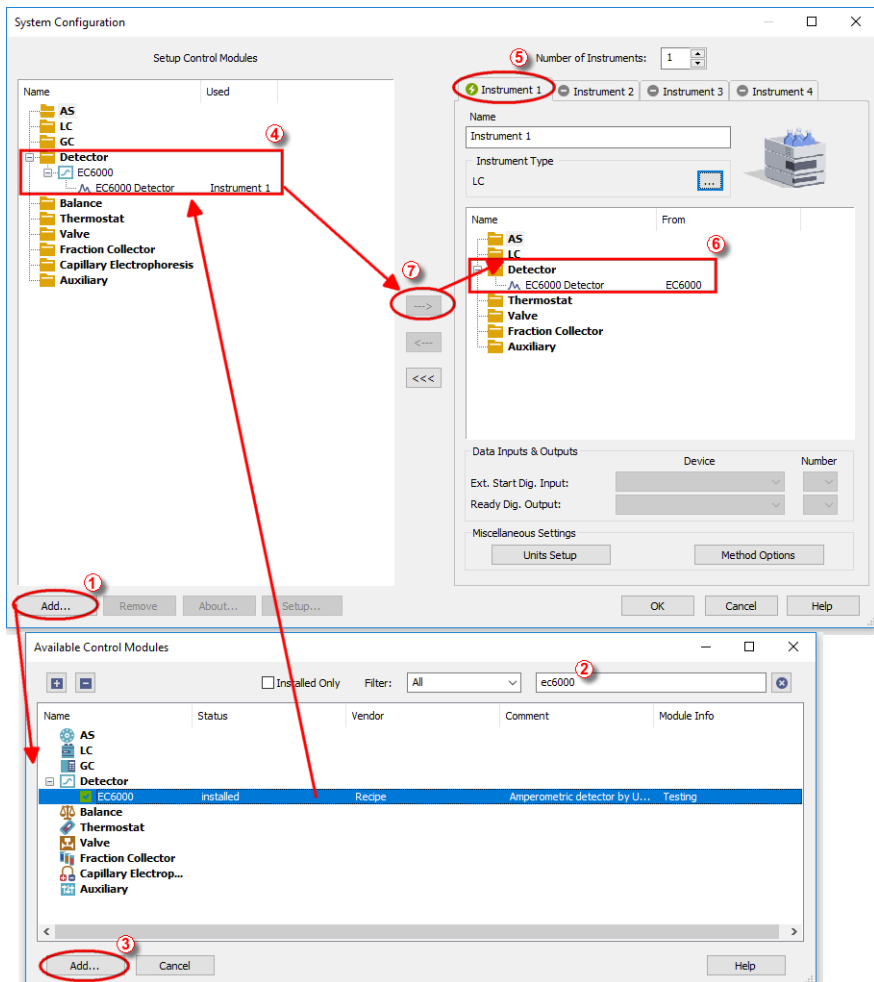 System Configuration
Setup Control Modules
⑤ Number of Instruments: 1
Name Used
AS
LC
GC
④
Detector
EC6000
EC6000 Detector Instrument 1
Balance
Thermostat
Valve
Fraction Collector
Capillary Electrophoresis
Auxiliary
⑦
--->
<---
<<<
Instrument 1 Instrument 2 Instrument 3 Instrument 4
Name
Instrument 1
Instrument Type
LC ...
Name From
AS
LC
⑥
Detector
EC6000 Detector EC6000
Thermostat
Valve
Fraction Collector
Auxiliary
Data Inputs & Outputs
Device Number
Ext. Start Dig. Input:
Ready Dig. Output:
Miscellaneous Settings
Units Setup Method Options
①
Add... Remove About... Setup... OK Cancel Help
Available Control Modules
Installed Only Filter: All ec6000 ②
Name Status Vendor Comment Module Info
AS
LC
GC
Detector
EC6000 installed Recipe Amperometric detector by U... Testing
Balance
Thermostat
Valve
Fraction Collector
Capillary Electrop...
Auxiliary
③
Add... Cancel Help